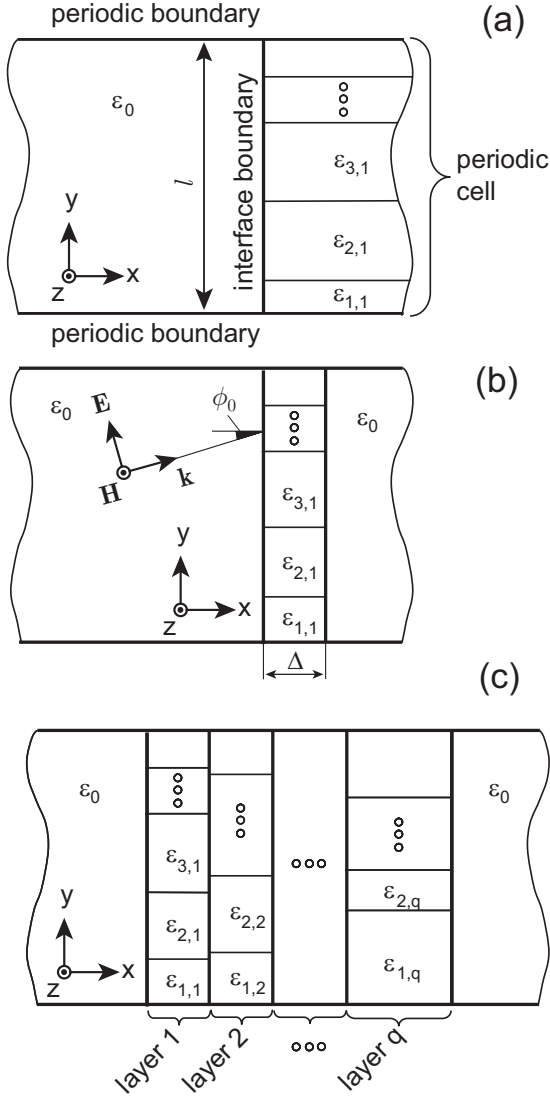 periodic boundary
(a)
ε0
l
interface boundary
ε3,1
ε2,1
ε1,1
periodic
cell
y
x
z
periodic boundary
(b)
ε0
E
H
k
ϕ0
ε0
ε3,1
ε2,1
ε1,1
y
x
z
Δ
(c)
ε0
ε3,1
ε2,1
ε1,1
ε2,2
ε1,2
ε2,q
ε1,q
ε0
y
x
z
layer 1
layer 2
layer q